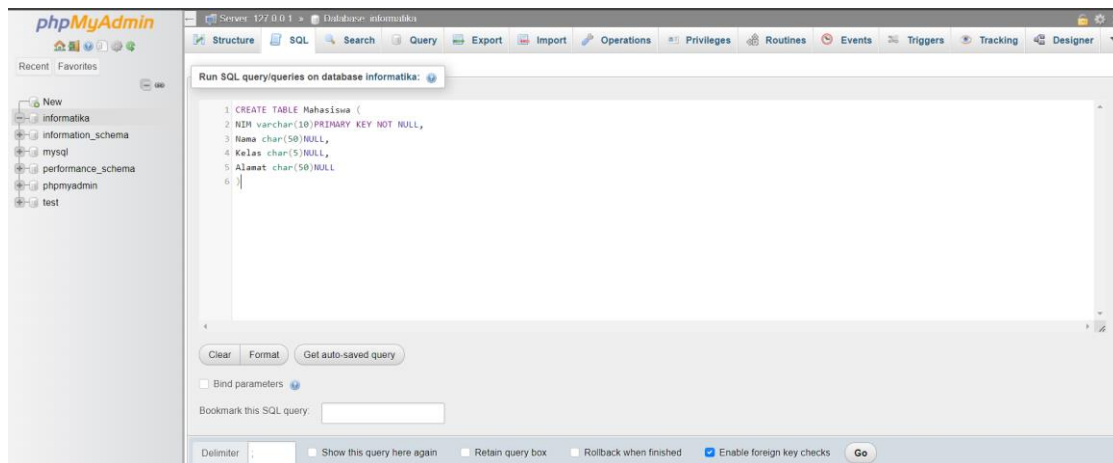 phpMyAdmin
Recent Favorites
New
informatika
information_schema
mysql
performance_schema
phpmyadmin
test
Server: 127.0.0.1 » Database: informatika
Structure SQL Search Query Export Import Operations Privileges Routines Events Triggers Tracking Designer
Run SQL query/queries on database informatika:
1 CREATE TABLE Mahasiswa (
2 NIM varchar(10)PRIMARY KEY NOT NULL,
3 Nama char(50)NULL,
4 Kelas char(5)NULL,
5 Alamat char(50)NULL
6 )
Clear Format Get auto-saved query
Bind parameters
Bookmark this SQL query:
Delimiter ; Show this query here again Retain query box Rollback when finished Enable foreign key checks Go